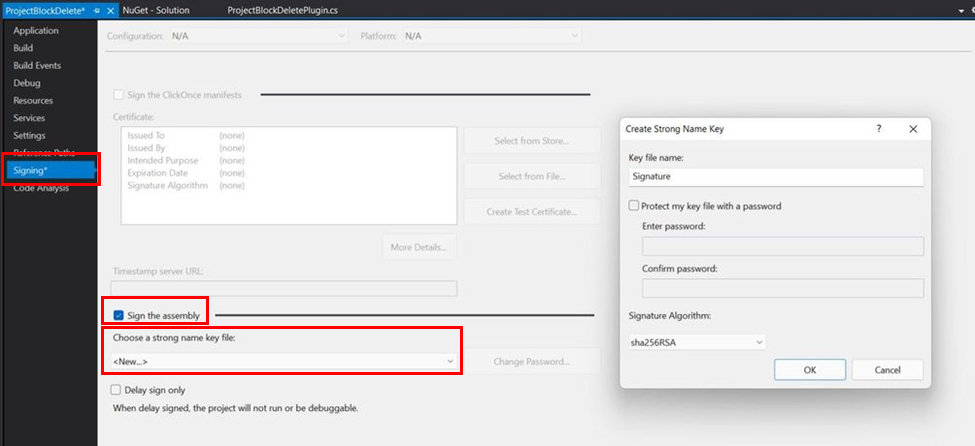 ProjectBlockDelete*
NuGet - Solution
ProjectBlockDeletePlugin.cs
Application
Build
Build Events
Debug
Resources
Services
Settings
Reference Paths
Signing*
Code Analysis
Configuration: N/A
Platform: N/A
Sign the ClickOnce manifests
Certificate:
Issued To (none)
Issued By (none)
Intended Purpose (none)
Expiration Date (none)
Signature Algorithm (none)
Select from Store...
Select from File...
Create Test Certificate...
More Details...
Timestamp server URL:
Sign the assembly
Choose a strong name key file:
<New...>
Change Password...
Delay sign only
When delay signed, the project will not run or be debuggable.
Create Strong Name Key
?
Key file name:
Signature
Protect my key file with a password
Enter password:
Confirm password:
Signature Algorithm:
sha256RSA
OK
Cancel